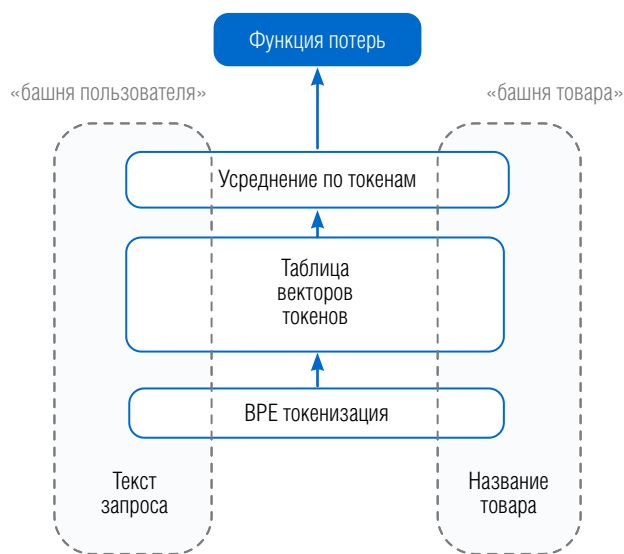 Функция потерь
«башня пользователя»
«башня товара»
Усреднение по токенам
Таблица
векторов
токенов
BPE токенизация
Текст
запроса
Название
товара